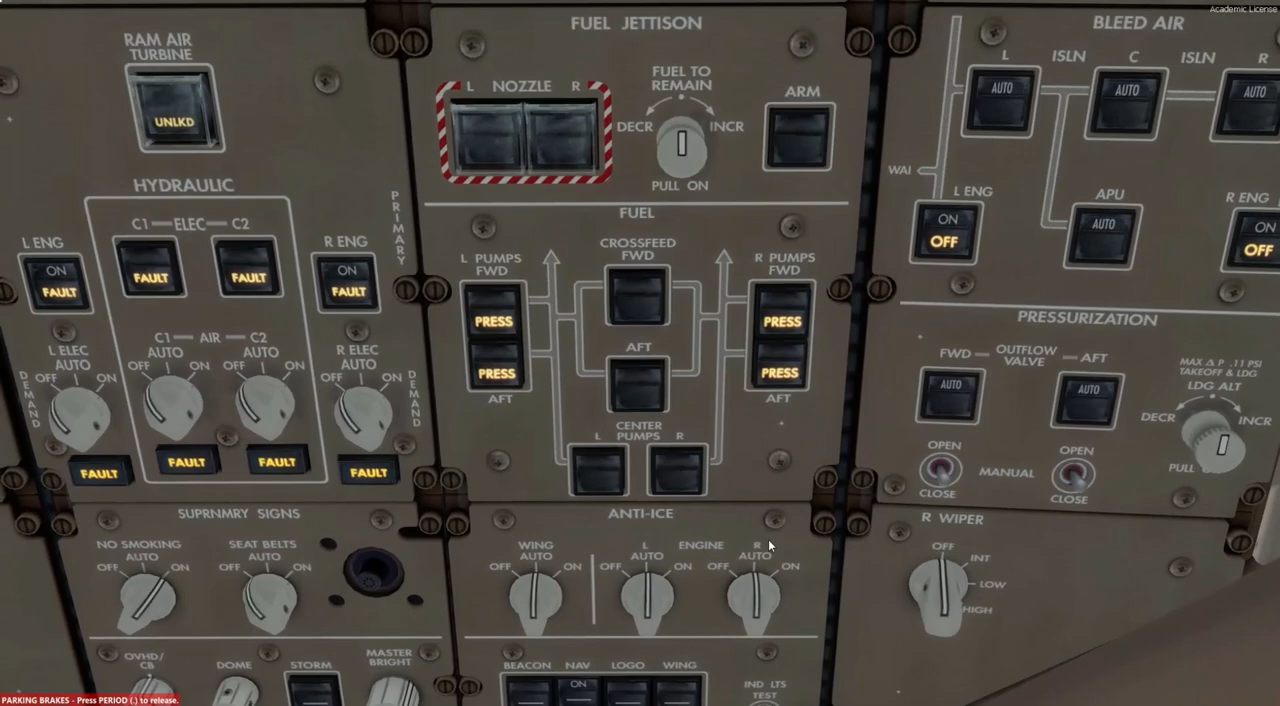 Academic License
RAM AIR
TURBINE
UNLKD
HYDRAULIC
C1 ELEC C2
L ENG
R ENG
PRIMARY
ON
FAULT
FAULT
FAULT
ON
FAULT
C1 AIR C2
L ELEC
AUTO
OFF ON
AUTO
OFF ON
AUTO
OFF ON
R ELEC
AUTO
OFF ON
DEMAND
DEMAND
FAULT
FAULT
FAULT
FAULT
FUEL JETTISON
L NOZZLE R
FUEL TO
REMAIN
DECR INCR
PULL ON
ARM
FUEL
L PUMPS
FWD
PRESS
PRESS
AFT
CROSSFEED
FWD
AFT
R PUMPS
FWD
PRESS
PRESS
AFT
CENTER
L PUMPS R
BLEED AIR
L ISLN C ISLN R
AUTO
AUTO
AUTO
WAI
L ENG
ON
OFF
APU
AUTO
R ENG
ON
OFF
PRESSURIZATION
FWD OUTFLOW AFT
VALVE
AUTO
AUTO
MAX Δ P .11 PSI
TAKEOFF & LDG
LDG ALT
DECR INCR
PULL
OPEN
OPEN
MANUAL
CLOSE
CLOSE
SUPRNMRY SIGNS
NO SMOKING
AUTO
OFF ON
SEAT BELTS
AUTO
OFF ON
ANTI-ICE
WING
AUTO
OFF ON
L ENGINE R
AUTO
OFF ON
AUTO
OFF ON
R WIPER
OFF
INT
LOW
HIGH
OVHD/
CB
DOME
STORM
MASTER
BRIGHT
BEACON NAV LOGO WING
ON
IND LTS
TEST
PARKING BRAKES - Press PERIOD (.) to release.